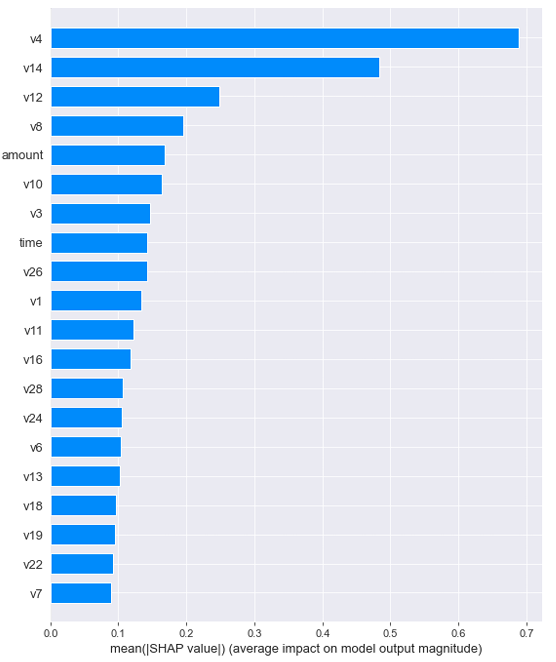 v4
v14
v12
v8
amount
v10
v3
time
v26
v1
v11
v16
v28
v24
v6
v13
v18
v19
v22
v7
0.0 0.1 0.2 0.3 0.4 0.5 0.6 0.7
mean(|SHAP value|) (average impact on model output magnitude)